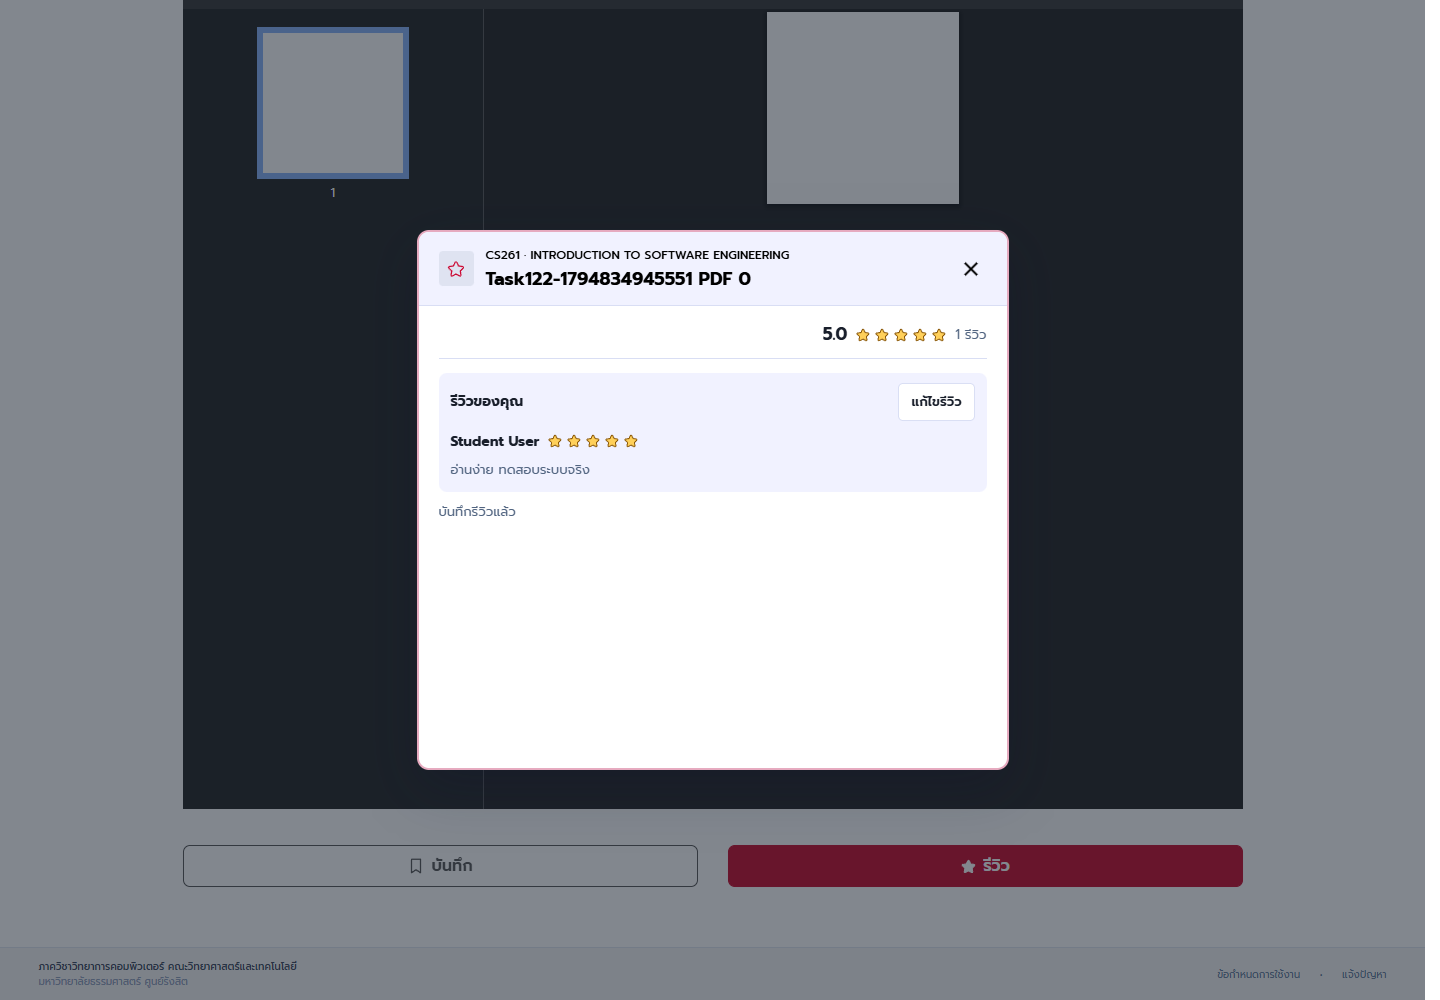 1
CS261 · INTRODUCTION TO SOFTWARE ENGINEERING
Task122-1794834945551 PDF 0
5.0 1 รีวิว
รีวิวของคุณ
แก้ไขรีวิว
Student User
อ่านง่าย ทดสอบระบบจริง
บันทึกรีวิวแล้ว
บันทึก
รีวิว
ภาควิชาวิทยาการคอมพิวเตอร์ คณะวิทยาศาสตร์และเทคโนโลยี
มหาวิทยาลัยธรรมศาสตร์ ศูนย์รังสิต
ข้อกำหนดการใช้งาน • แจ้งปัญหา